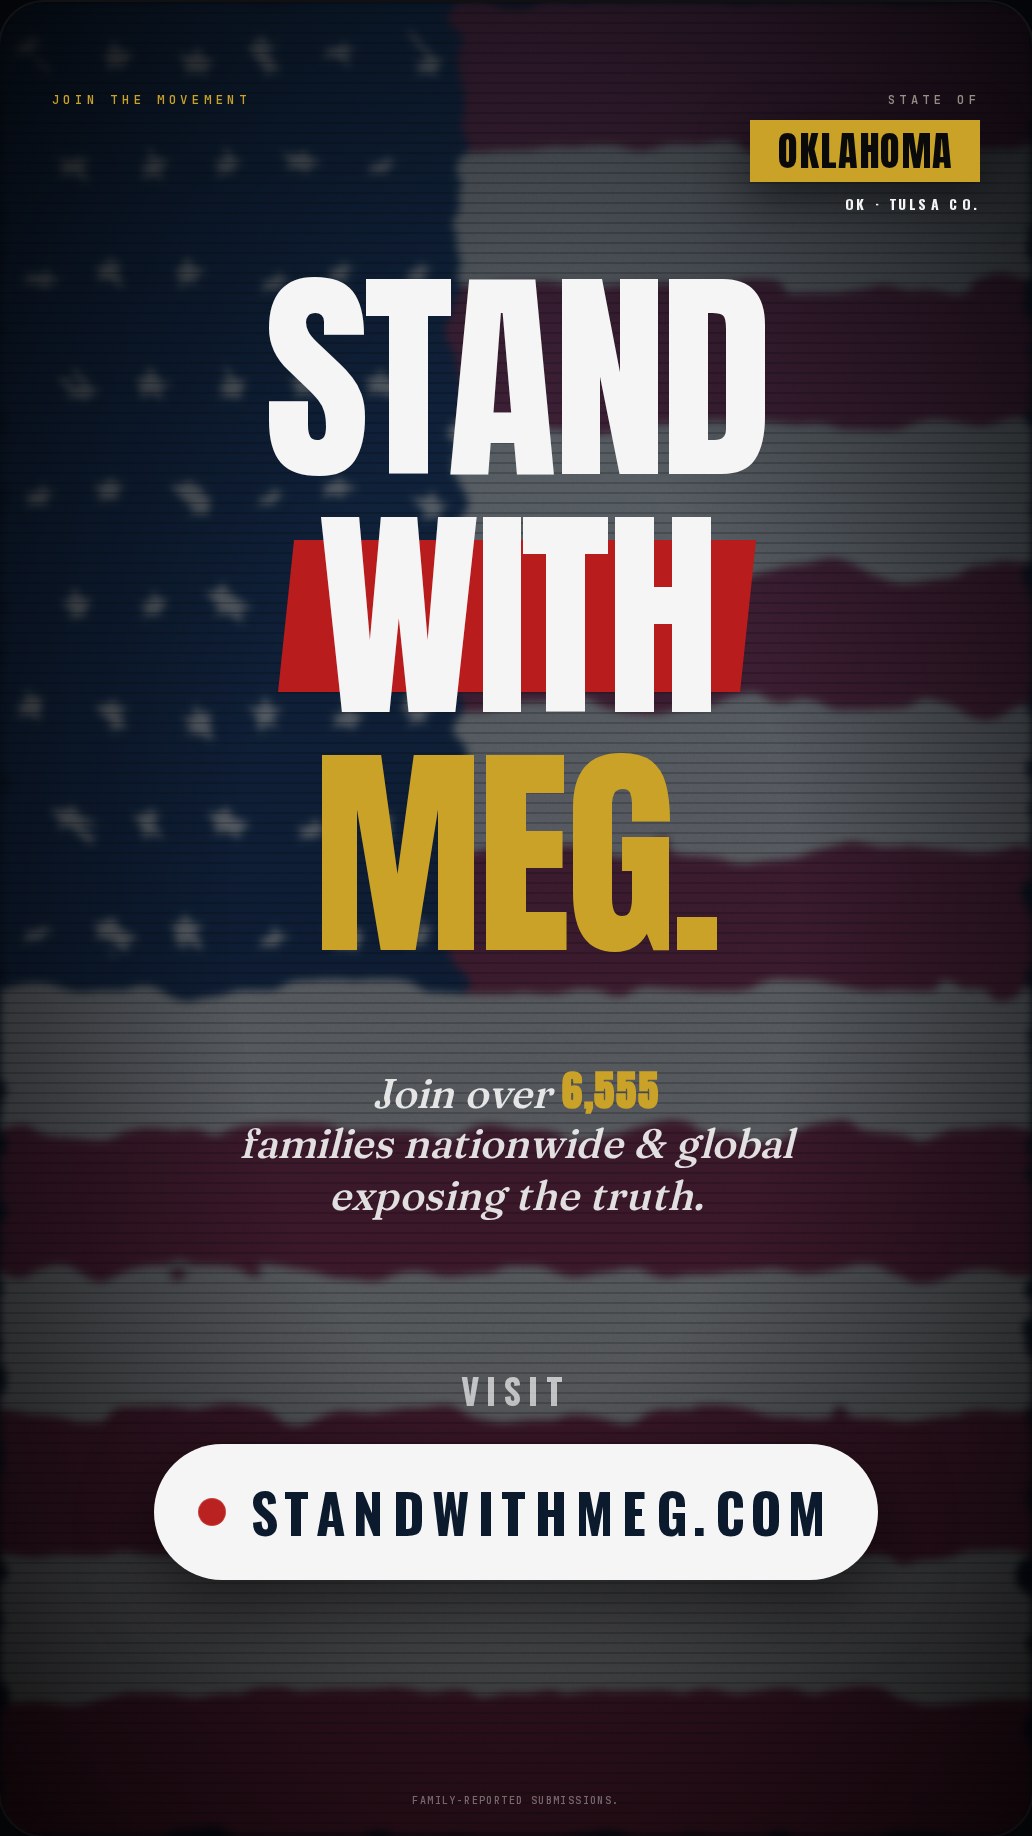 JOIN THE MOVEMENT
STATE OF
OKLAHOMA
OK · TULSA CO.
STAND
WITH
MEG.
Join over 6,555
families nationwide & global
exposing the truth.
VISIT
STANDWITHMEG.COM
FAMILY-REPORTED SUBMISSIONS.